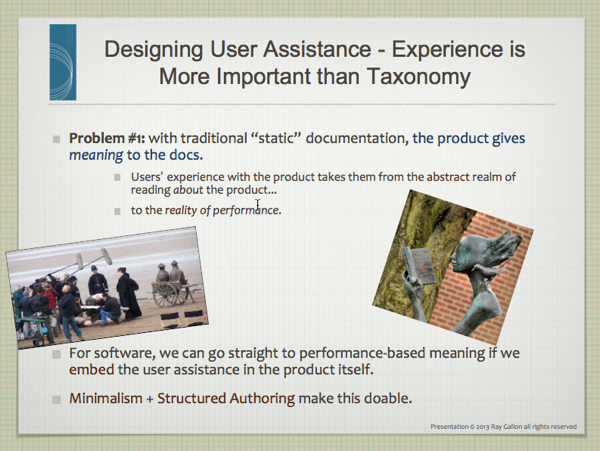 Designing User Assistance - Experience is
More Important than Taxonomy
Problem #1: with traditional “static” documentation, the product gives
meaning to the docs.
Users' experience with the product takes them from the abstract realm of
reading about the product...
to the reality of performance.
For software, we can go straight to performance-based meaning if we
embed the user assistance in the product itself.
Minimalism + Structured Authoring make this doable.
Presentation © 2013 Ray Gallon all rights reserved